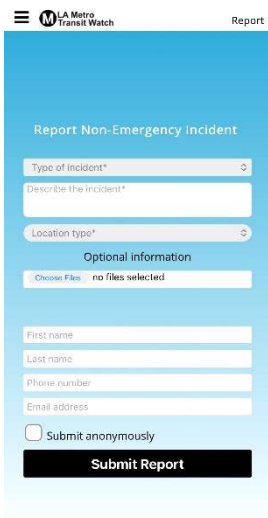 M LA Metro
Transit Watch
Report
Report Non-Emergency Incident
Type of incident*
Describe the incident*
Location type*
Optional information
Choose Files no files selected
First name
Last name
Phone number
Email address
Submit anonymously
Submit Report